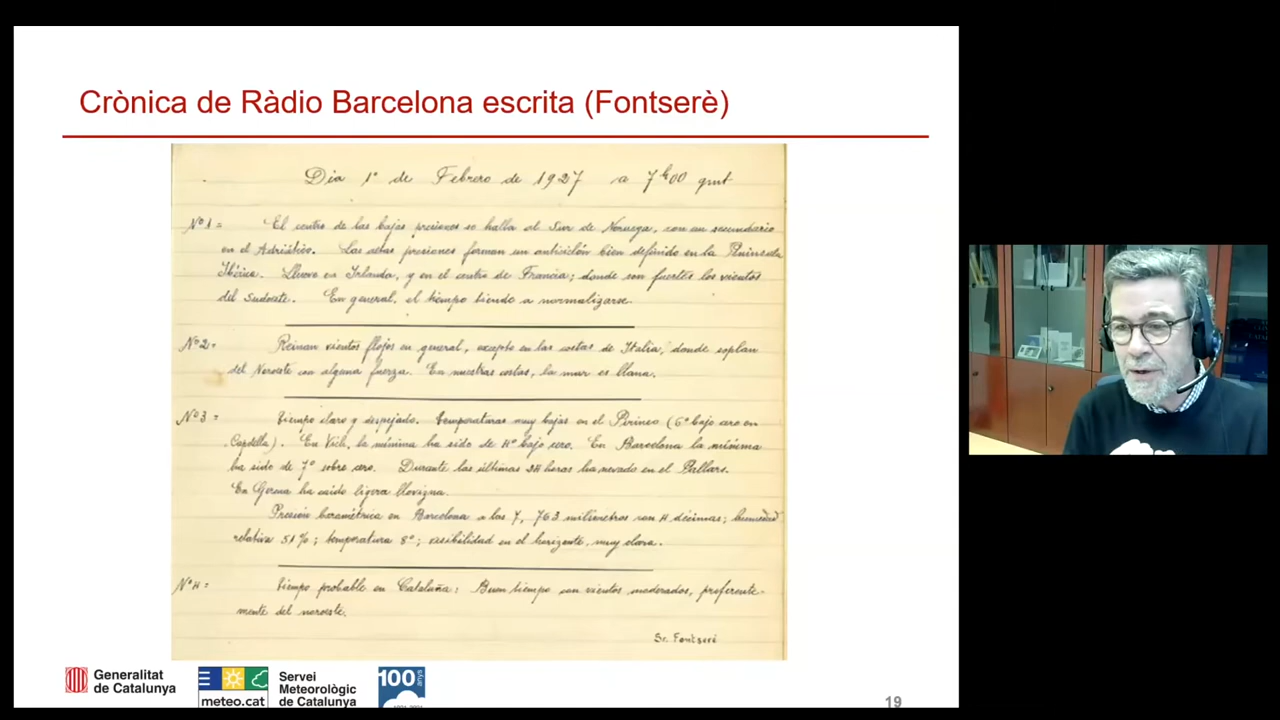 Crònica de Ràdio Barcelona escrita (Fontserè)
Dia 1º de Febrero de 1927 a 7h00 gmt
Nº1= El centro de las bajas presiones se halla al Sur de Noruega, con un secundario
en el Adriático. Las altas presiones forman un anticiclón bien definido en la Península
Ibérica. Llueve en Irlanda, y en el centro de Francia; donde son fuertes los vientos
del Sudoeste. En general, el tiempo tiende a normalizarse.
Nº2= Reinan vientos flojos en general, excepto en las costas de Italia, donde soplan
del Noroeste con alguna fuerza. En nuestras costas, la mar es llana.
Nº3= Tiempo claro y despejado. Temperaturas muy bajas en el Pirineo (6º bajo cero en
Capdella). En Vich, la mínima ha sido de 4º bajo cero. En Barcelona la mínima
ha sido de 7º sobre cero. Durante las últimas 24 horas ha nevado en el Pallars.
En Gerona ha caído ligera llovizna.
Presión barométrica en Barcelona a las 7, 763 milímetros con 4 décimas; humedad
relativa 51%; temperatura 8º; visibilidad en el horizonte, muy clara.
Nº4= Tiempo probable en Cataluña: Buen tiempo con vientos moderados, preferente-
mente del noroeste.
Sr. Fontseré
Generalitat
de Catalunya
meteo.cat
Servei
Meteorològic
de Catalunya
100 anys
19